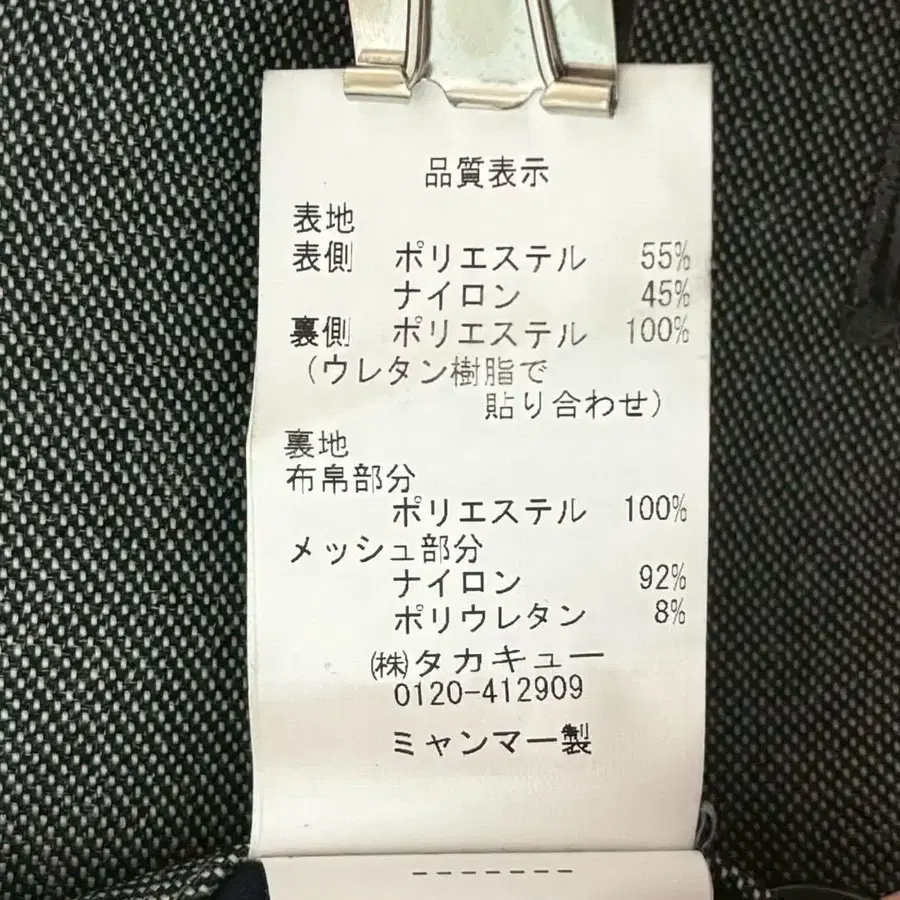 品質表示
表地
表側 ポリエステル 55%
ナイロン 45%
裏側 ポリエステル 100%
（ウレタン樹脂で
貼り合わせ）
裏地
布帛部分
ポリエステル 100%
メッシュ部分
ナイロン 92%
ポリウレタン 8%
㈱タカキュー
0120-412909
ミャンマー製